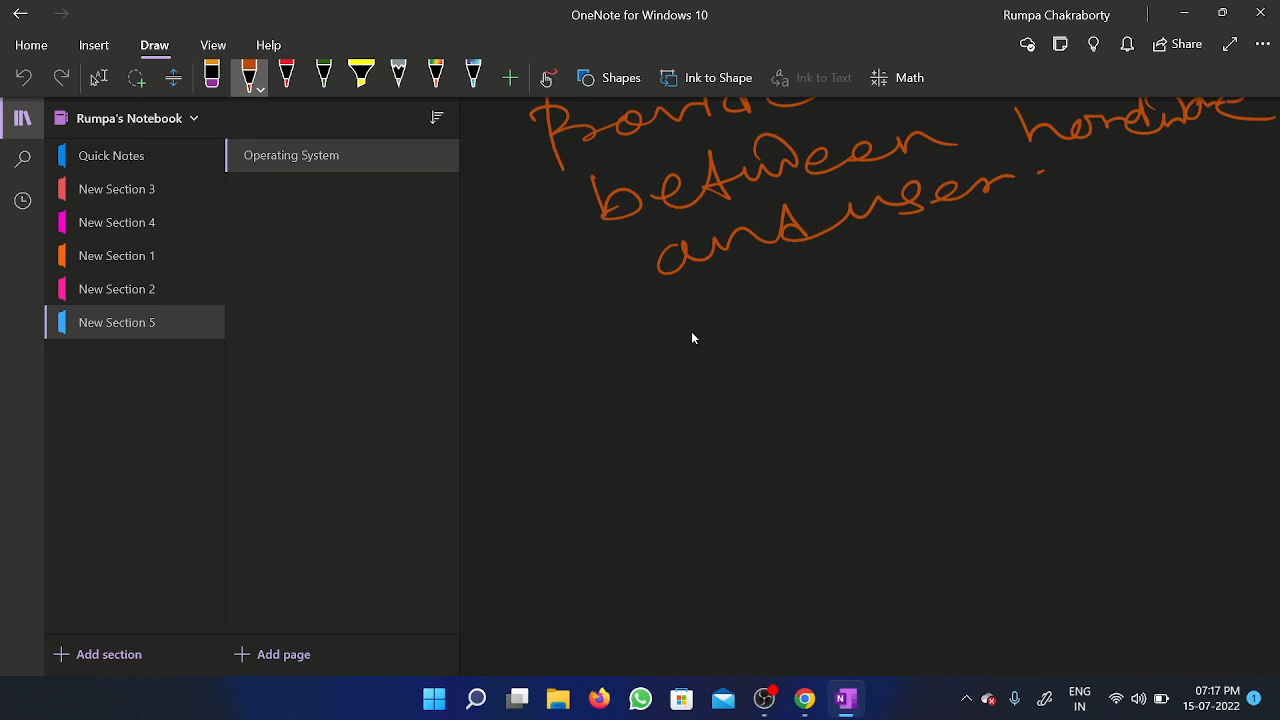 OneNote for Windows 10
Rumpa Chakraborty
Home Insert Draw View Help
Share
Shapes Ink to Shape Ink to Text Math
Rumpa's Notebook
Quick Notes
New Section 3
New Section 4
New Section 1
New Section 2
New Section 5
Operating System
between hardware
and user.
Add section
Add page
ENG
IN
07:17 PM
15-07-2022
1